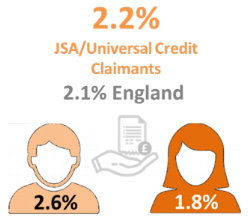 2.2%
JSA/Universal Credit
Claimants
2.1% England
£
2.6%
1.8%